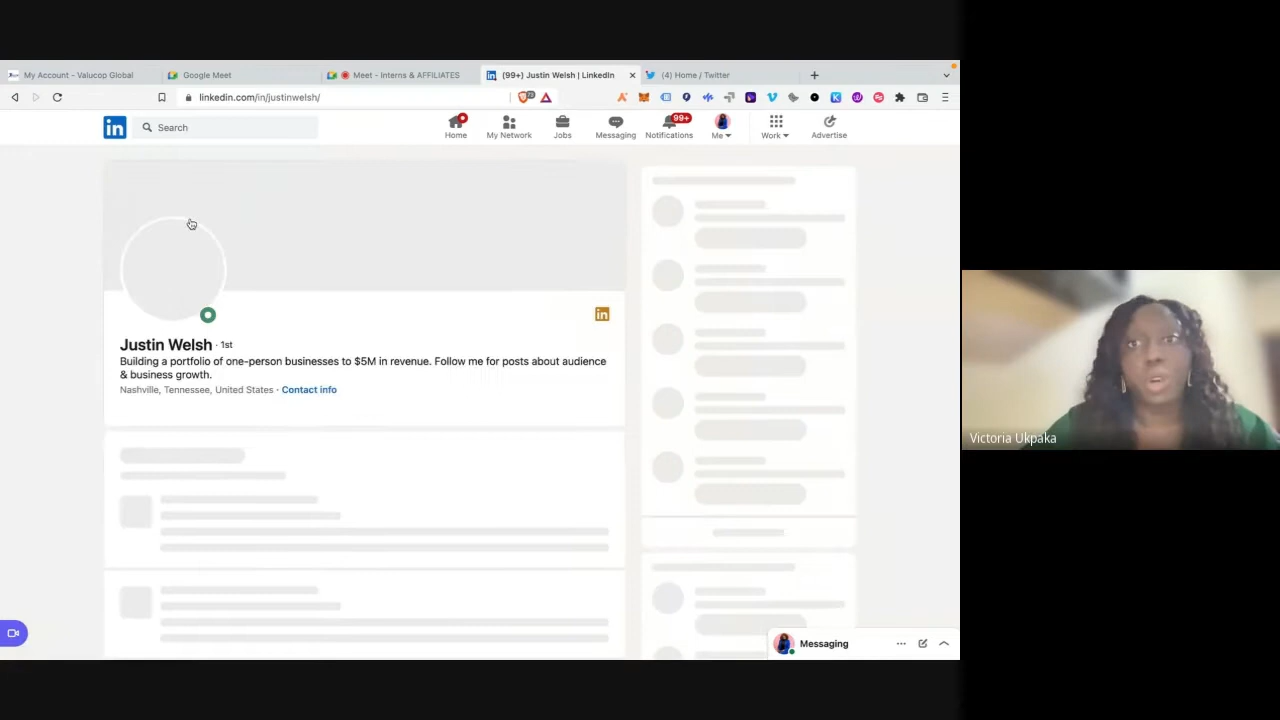 My Account - Valucop Global
Google Meet
Meet - Interns & AFFILIATES
(99+) Justin Welsh | LinkedIn
(4) Home / Twitter
linkedin.com/in/justinwelsh/
in
Search
Home
My Network
Jobs
Messaging
99+
Notifications
Me
Work
Advertise
in
Justin Welsh · 1st
Building a portfolio of one-person businesses to $5M in revenue. Follow me for posts about audience
& business growth.
Nashville, Tennessee, United States · Contact info
Messaging
Victoria Ukpaka